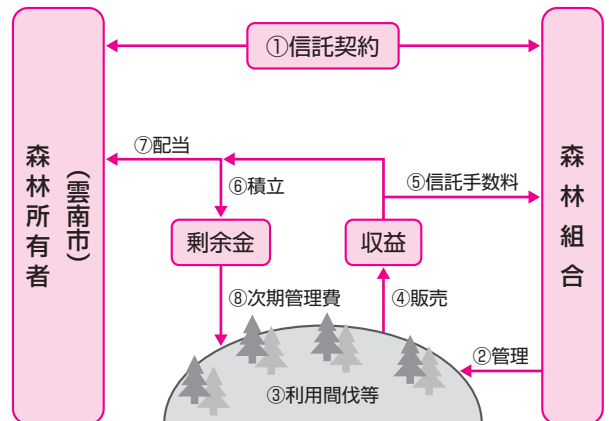 ①信託契約
森林所有者
(雲南市)
森林組合
⑦配当
⑥積立
⑤信託手数料
剰余金
収益
⑧次期管理費
④販売
②管理
③利用間伐等